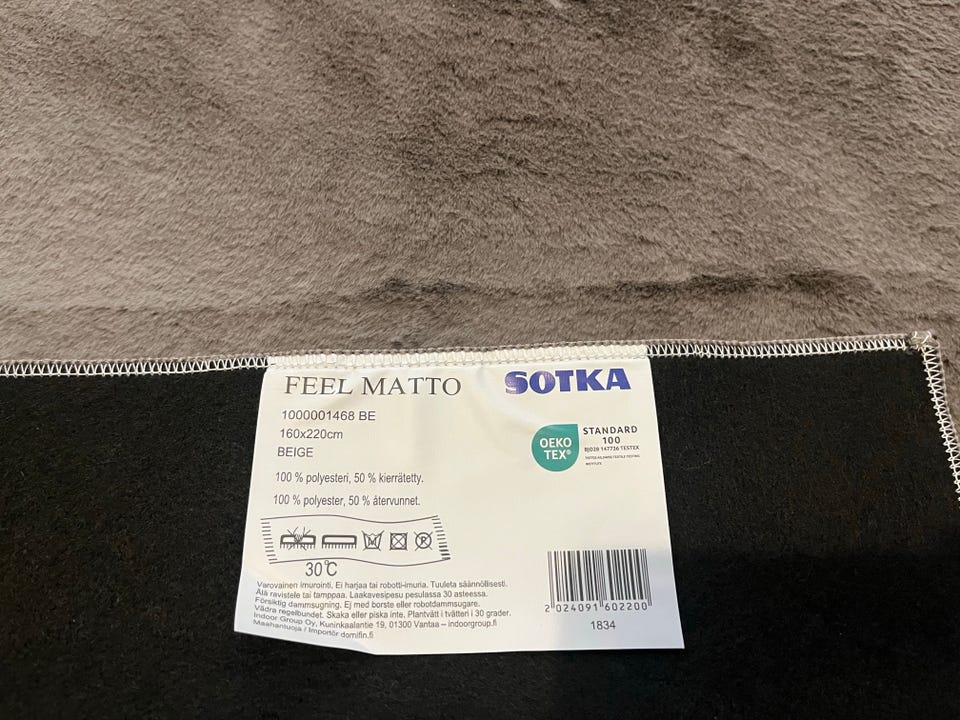 FEEL MATTO
SOTKA
1000001468 BE
160x220cm
BEIGE
OEKO
TEX®
STANDARD
100
100 % polyesteri, 50 % kierrätetty.
100 % polyester, 50 % återvunnet.
30°C
Varovainen imurointi. Ei harjaa tai robotti-imuria. Tuuleta säännöllisesti.
Älä ravistele tai tamppaa. Laakavesipesu pesulassa 30 asteessa.
Försiktig dammsugning. Ej med borste eller robotdammsugare.
Vädra regelbundet. Skaka eller piska inte. Plantvätt i tvätteri i 30 grader.
Indoor Group Oy, Kuninkaalantie 19, 01300 Vantaa – indoorgroup.fi
Maahantuoja / Importör domifin.fi
2 024091 602200
1834